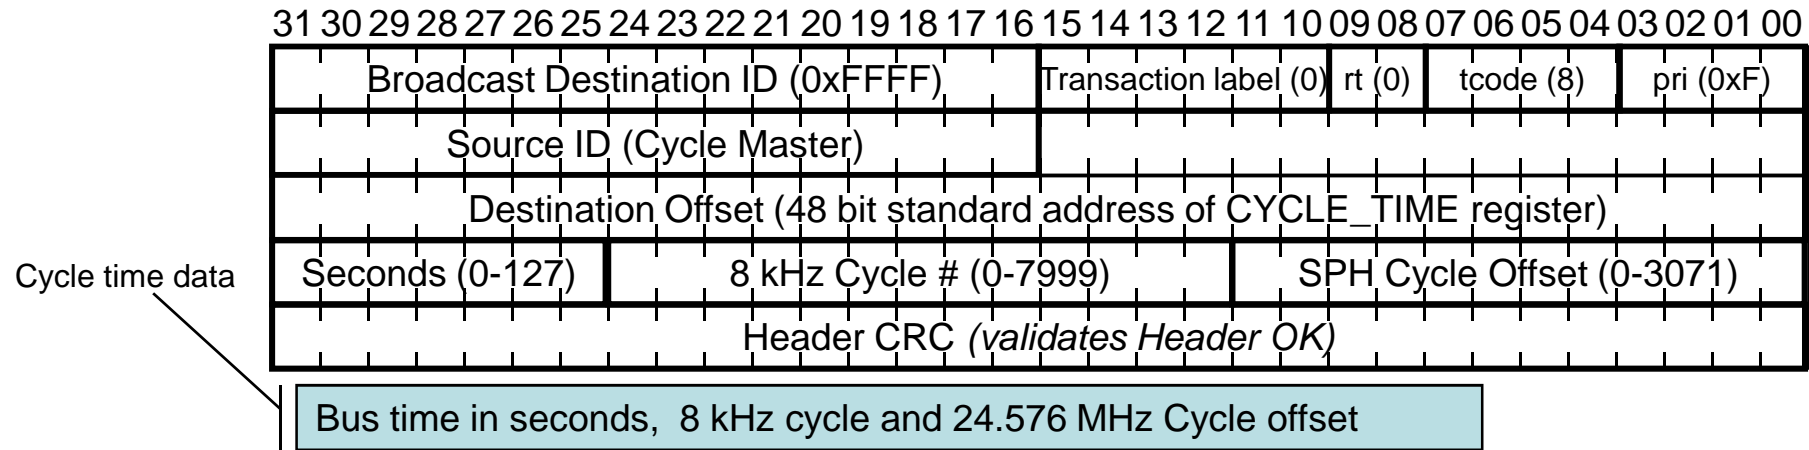 31 30 29 28 27 26 25 24 23 22 21 20 19 18 17 16 15 14 13 12 11 10 09 08 07 06 05 04 03 02 01 00
Broadcast Destination ID (0xFFFF) Transaction label (0) rt (0) tcode (8) pri (0xF)
Source ID (Cycle Master)
Destination Offset (48 bit standard address of CYCLE_TIME register)
Cycle time data Seconds (0-127) 8 kHz Cycle # (0-7999) SPH Cycle Offset (0-3071)
Header CRC (validates Header OK)
Bus time in seconds, 8 kHz cycle and 24.576 MHz Cycle offset